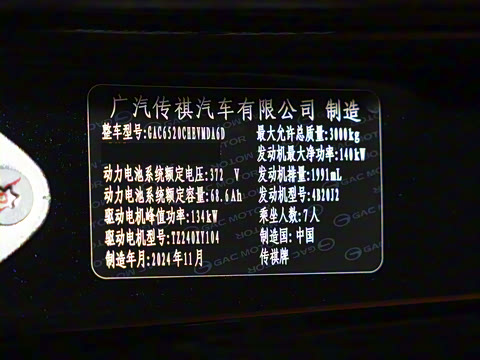 广汽传祺汽车有限公司 制造
整车型号:GAC6520CHEVMDA6D
最大允许总质量:3000kg
发动机最大净功率:140kW
动力电池系统额定电压:372 V
发动机排量:1991mL
动力电池系统额定容量:68.6Ah
发动机型号:4B20J2
驱动电机峰值功率:134kW
乘坐人数:7人
驱动电机型号:TZ240XY104
制造国:中国
制造年月:2024年11月
传祺牌
GAC MOTOR